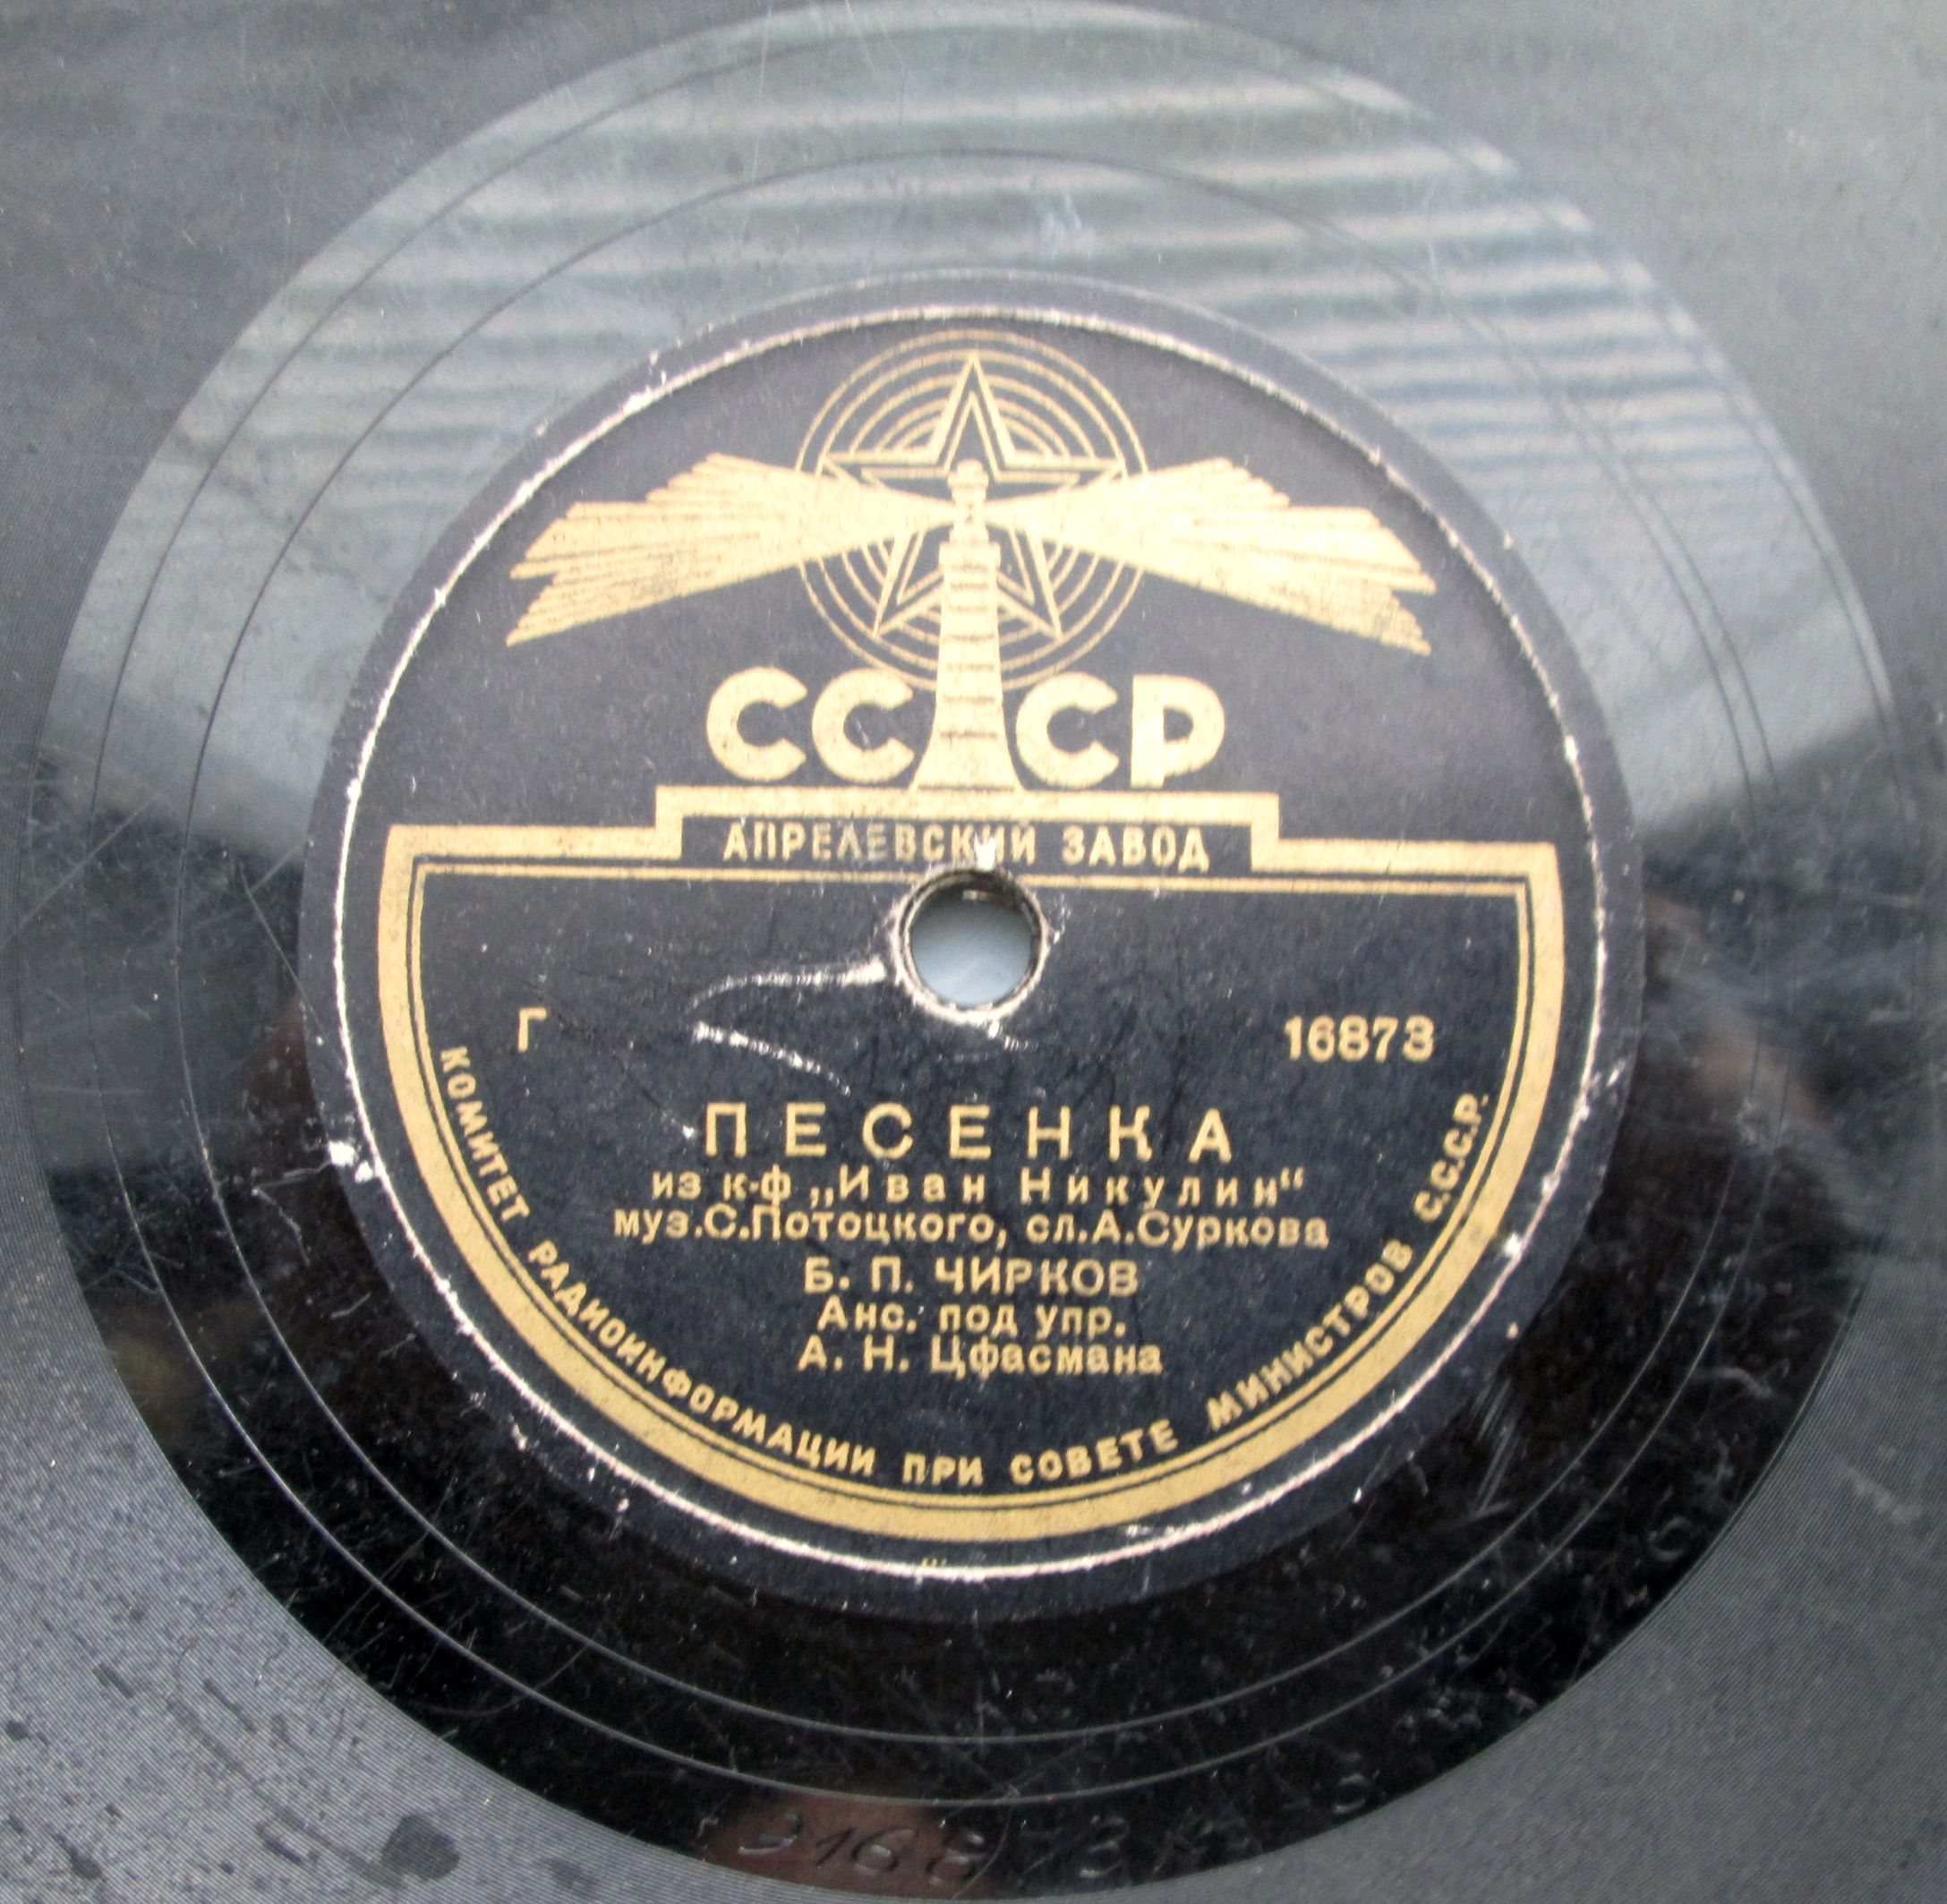 СССР
АПРЕЛЕВСКИЙ ЗАВОД
Г 16873
ПЕСЕНКА
из к-ф „Иван Никулин“
муз.С.Потоцкого, сл.А.Суркова
Б. П. ЧИРКОВ
Анс. под упр.
А. Н. Цфасмана
КОМИТЕТ РАДИОИНФОРМАЦИИ ПРИ СОВЕТЕ МИНИСТРОВ С.С.С.Р.